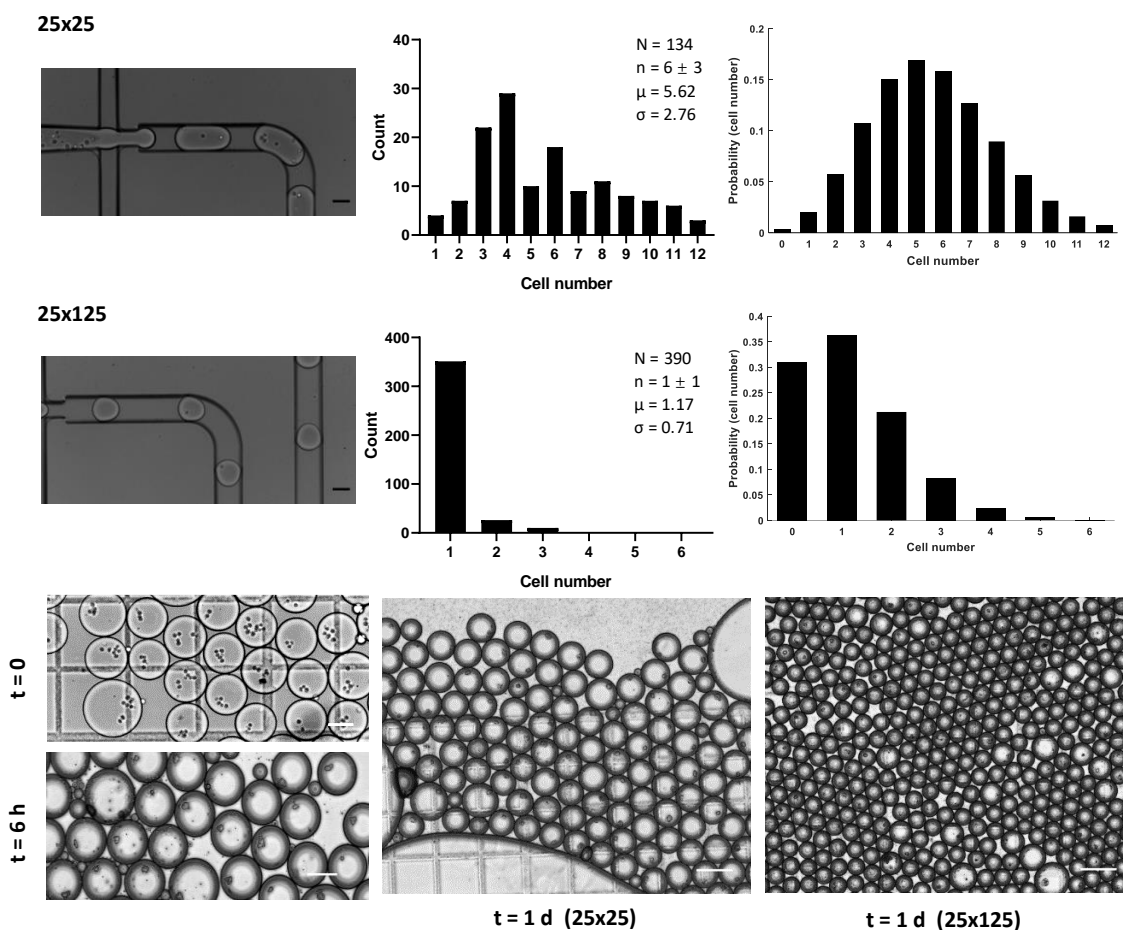 25x25
40
30
20
10
0
Count
1 2 3 4 5 6 7 8 9 10 11 12
Cell number
N = 134
n = 6 ± 3
μ = 5.62
σ = 2.76
0.2
0.15
0.1
0.05
0
Probability (cell number)
0 1 2 3 4 5 6 7 8 9 10 11 12
Cell number
25x125
400
300
200
100
0
Count
1 2 3 4 5 6
Cell number
N = 390
n = 1 ± 1
μ = 1.17
σ = 0.71
0.4
0.35
0.3
0.25
0.2
0.15
0.1
0.05
0
Probability (cell number)
0 1 2 3 4 5 6
Cell number
t = 0
t = 6 h
t = 1 d (25x25)
t = 1 d (25x125)